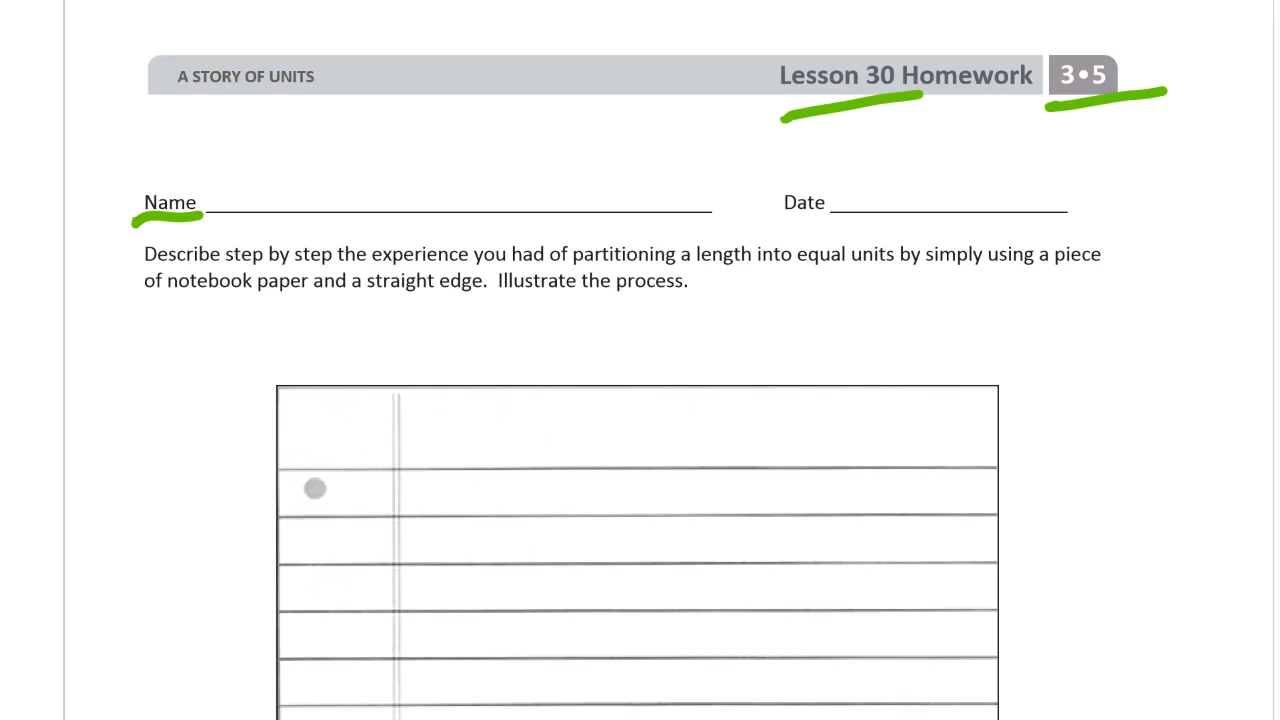 A STORY OF UNITS
Lesson 30 Homework 3•5
Name
Date
Describe step by step the experience you had of partitioning a length into equal units by simply using a piece
of notebook paper and a straight edge.  Illustrate the process.